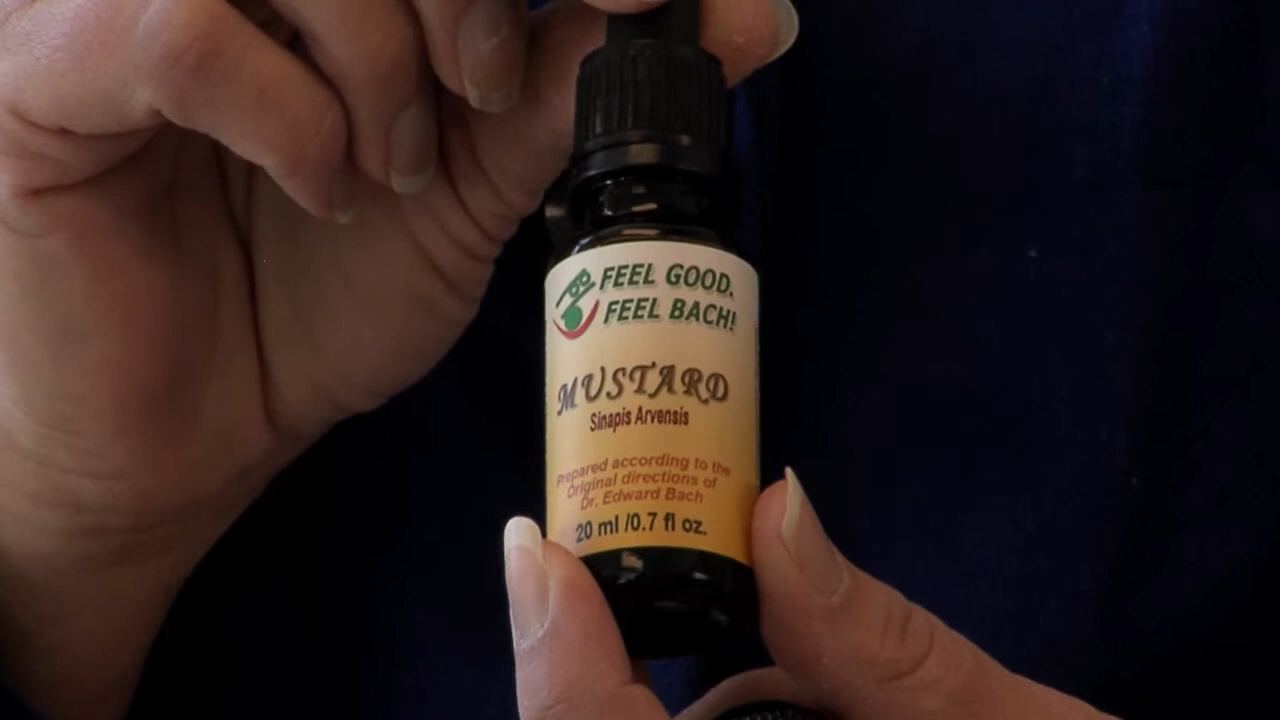 FEEL GOOD.
FEEL BACH!
MUSTARD
Sinapis Arvensis
Prepared according to the
Original directions of
Dr. Edward Bach
20 ml /0.7 fl oz.